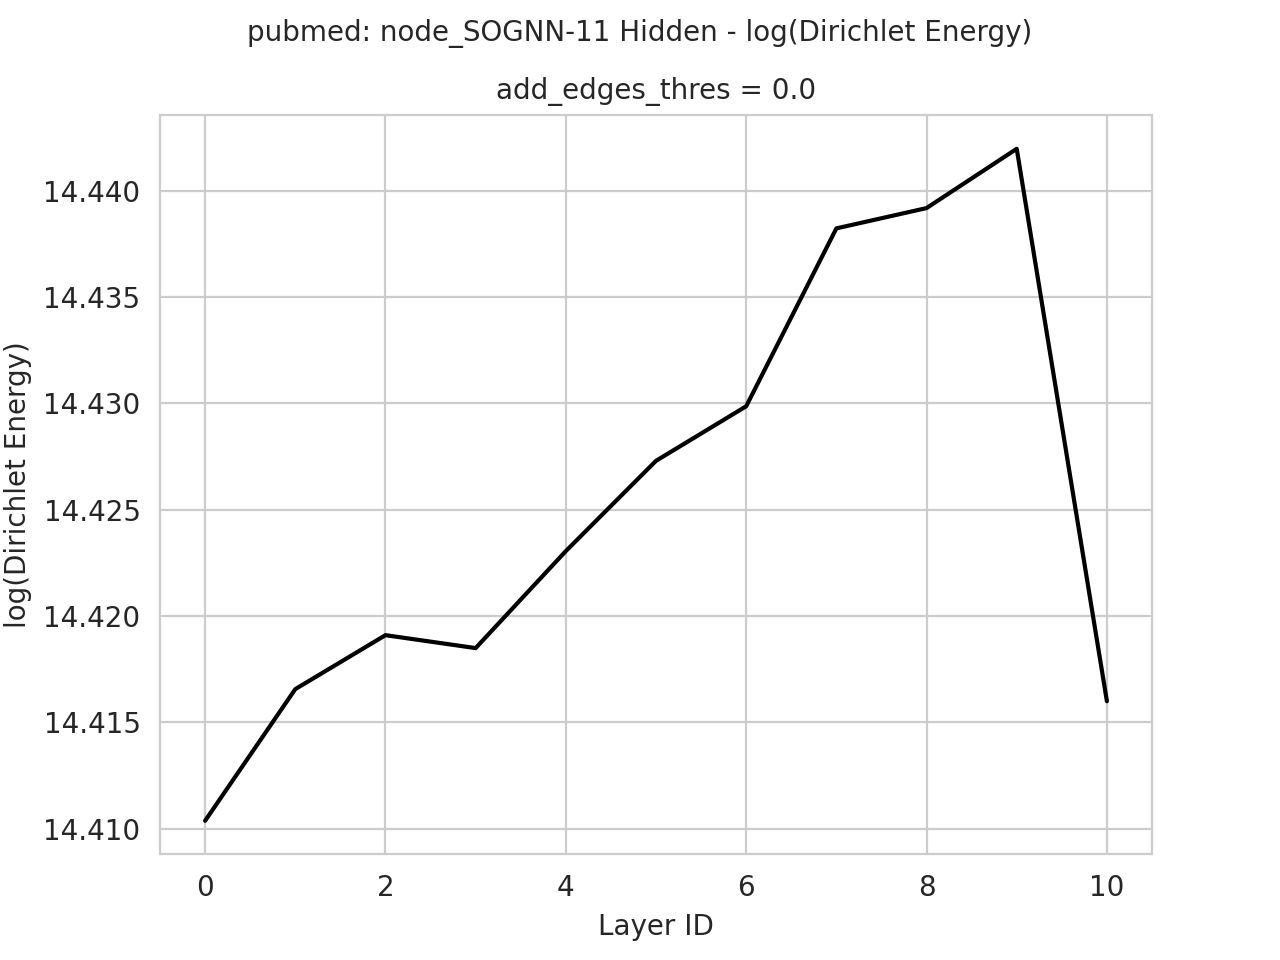 pubmed: node_SOGNN-11 Hidden - log(Dirichlet Energy)
add_edges_thres = 0.0
log(Dirichlet Energy)
14.440
14.435
14.430
14.425
14.420
14.415
14.410
0 2 4 6 8 10
Layer ID